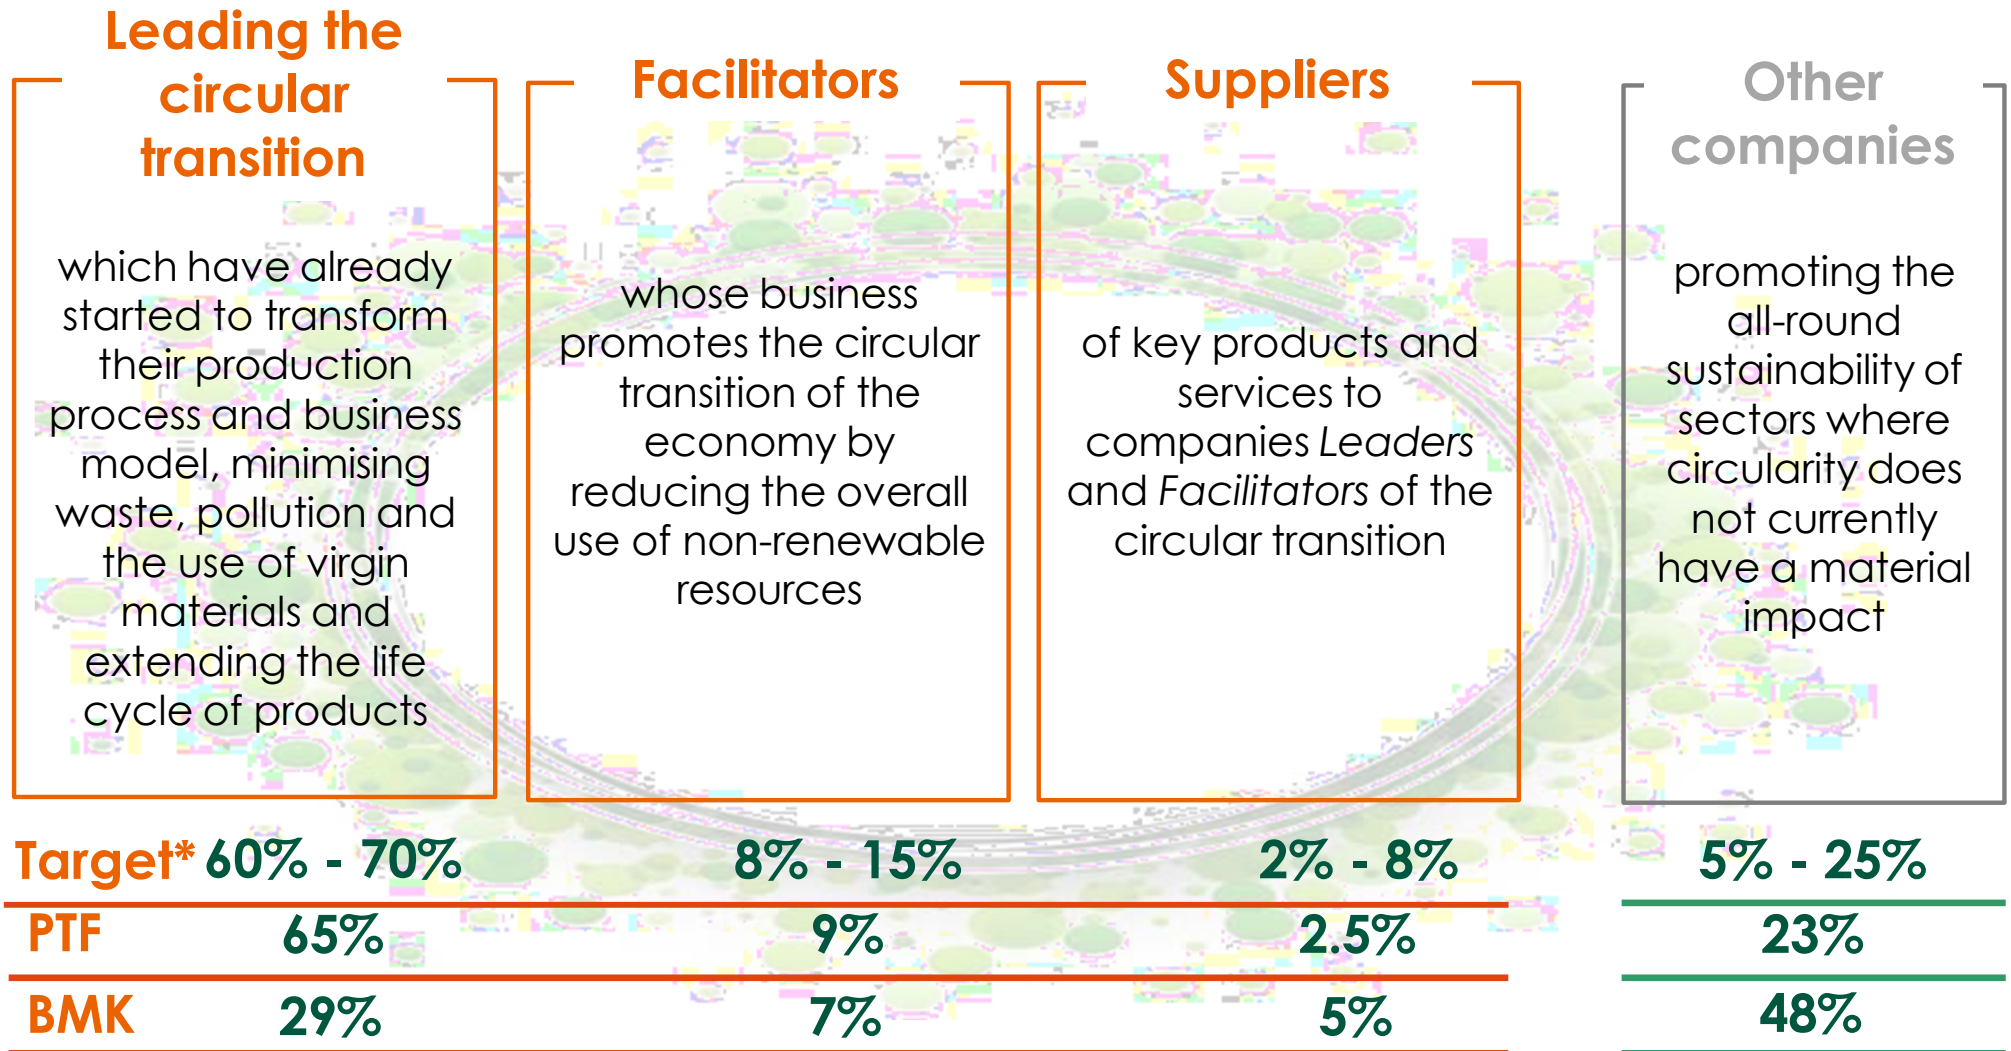 Leading the
circular
transition
which have already
started to transform
their production
process and business
model, minimising
waste, pollution and
the use of virgin
materials and
extending the life
cycle of products
Facilitators
whose business
promotes the circular
transition of the
economy by
reducing the overall
use of non-renewable
resources
Suppliers
of key products and
services to
companies Leaders
and Facilitators of the
circular transition
Other
companies
promoting the
all-round
sustainability of
sectors where
circularity does
not currently
have a material
impact
Target* 60% - 70% 8% - 15% 2% - 8% 5% - 25%
PTF 65% 9% 2.5% 23%
BMK 29% 7% 5% 48%